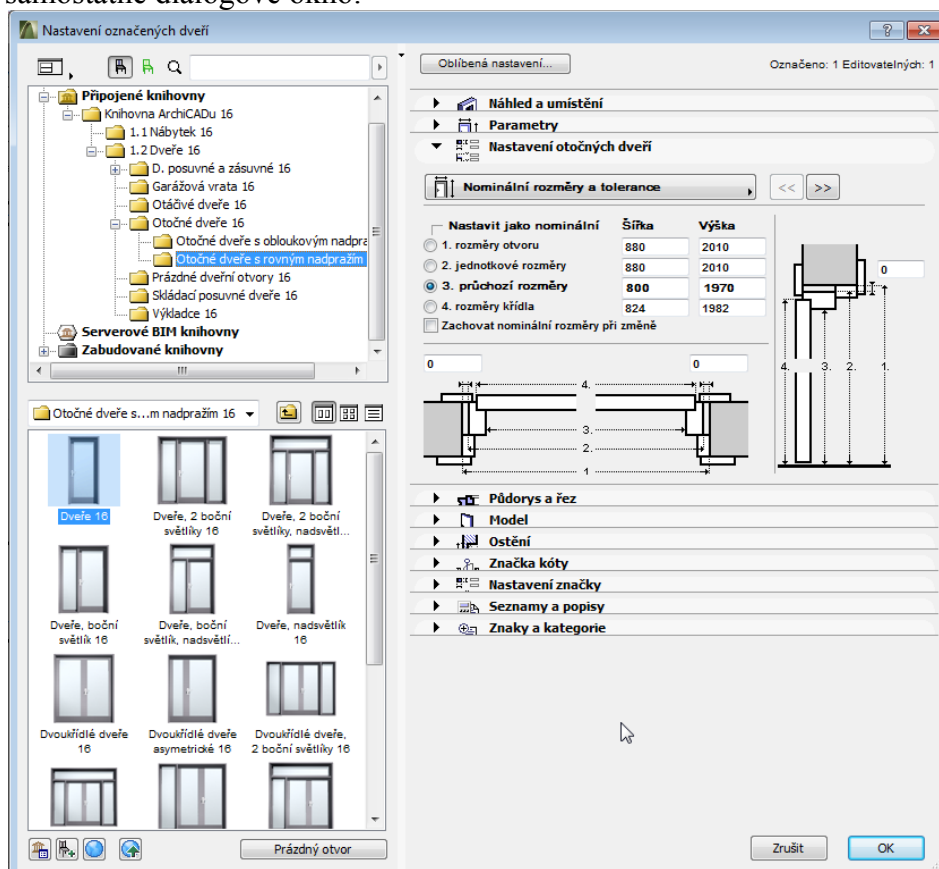 samostatné dialogové okno.
Nastavení označených dveří
Připojené knihovny
Knihovna ArchiCADu 16
1.1 Nábytek 16
1.2 Dveře 16
D. posuvné a zásuvné 16
Garážová vrata 16
Otáčivé dveře 16
Otočné dveře 16
Otočné dveře s obloukovým nadpra
Otočné dveře s rovným nadpražím
Prázdné dveřní otvory 16
Skládací posuvné dveře 16
Výkladce 16
Serverové BIM knihovny
Zabudované knihovny
Otočné dveře s...m nadpražím 16
Dveře 16
Dveře, 2 boční
světlíky 16
Dveře, 2 boční
světlíky, nadsvětl...
Dveře, boční
světlík 16
Dveře, boční
světlík, nadsvětlí...
Dveře, nadsvětlík
16
Dvoukřídlé dveře
16
Dvoukřídlé dveře
asymetrické 16
Dvoukřídlé dveře,
2 boční světlíky 16
Prázdný otvor
Oblíbená nastavení...
Označeno: 1 Editovatelných: 1
Náhled a umístění
Parametry
Nastavení otočných dveří
Nominální rozměry a tolerance
<< >>
Nastavit jako nominální Šířka Výška
1. rozměry otvoru 880 2010
2. jednotkové rozměry 880 2010
3. průchozí rozměry 800 1970
4. rozměry křídla 824 1982
Zachovat nominální rozměry při změně
0 0
4.
3.
2.
1
0
4. 3. 2. 1.
Půdorys a řez
Model
Ostění
Značka kóty
Nastavení značky
Seznamy a popisy
Znaky a kategorie
Zrušit
OK